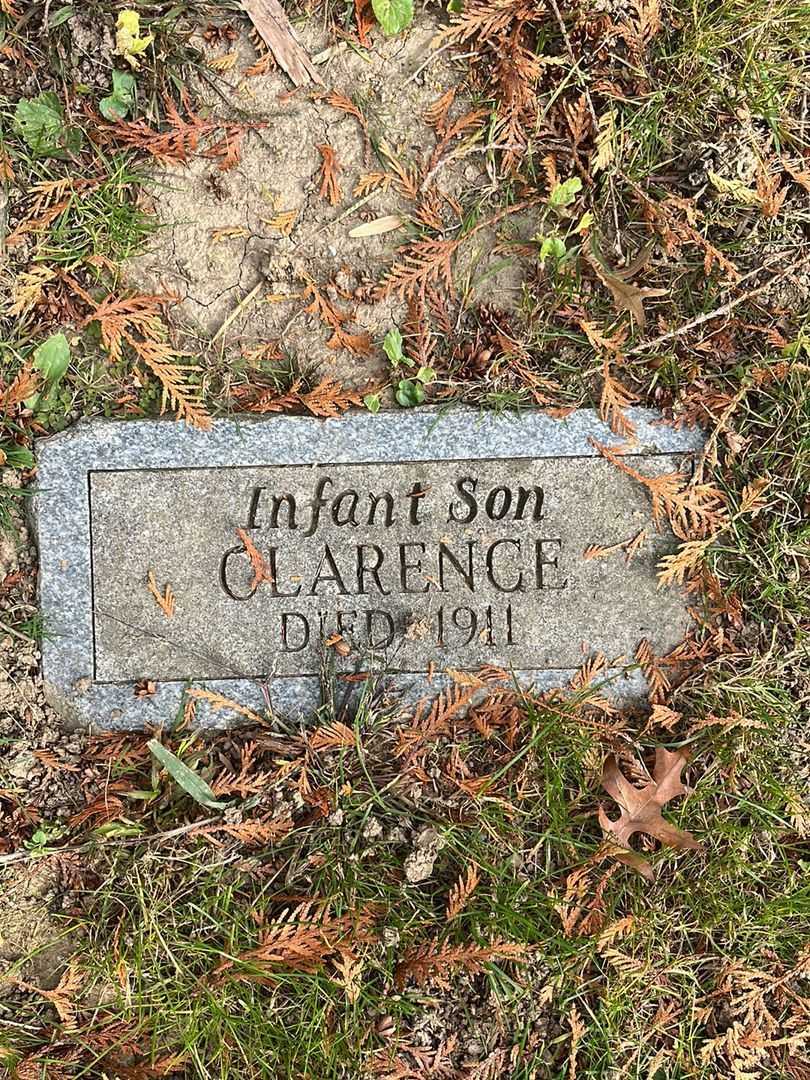 Infant Son
CLARENCE
DIED 1911